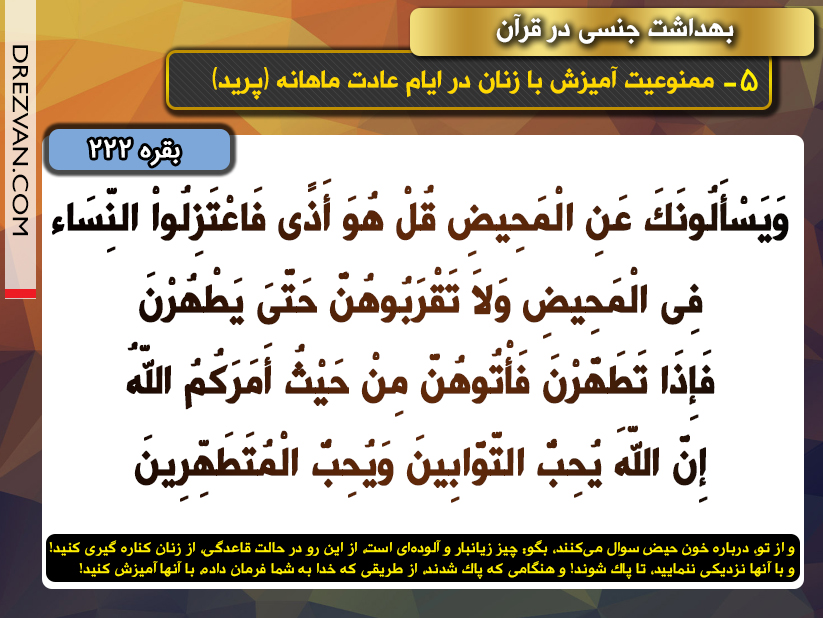 بهداشت جنسی در قرآن
۵- ممنوعیت آمیزش با زنان در ایام عادت ماهانه (پرید)
بقره ۲۲۲
DREZVAN.COM
وَيَسْأَلُونَكَ عَنِ الْمَحِيضِ قُلْ هُوَ أَذًى فَاعْتَزِلُواْ النِّسَاء
فِي الْمَحِيضِ وَلاَ تَقْرَبُوهُنَّ حَتَّىَ يَطْهُرْنَ
فَإِذَا تَطَهَّرْنَ فَأْتُوهُنَّ مِنْ حَيْثُ أَمَرَكُمُ اللّهُ
إِنَّ اللّهَ يُحِبُّ التَّوَّابِينَ وَيُحِبُّ الْمُتَطَهِّرِينَ
و از تو، درباره خون حیض سوال می‌کنند، بگو: چیز زیانبار و آلوده‌ای است، از این رو در حالت قاعدگی، از زنان کناره گیری کنید!
و با آنها نزدیکی ننمایید، تا پاک شوند! و هنگامی که پاک شدند، از طریقی که خدا به شما فرمان داده، با آنها آمیزش کنید!